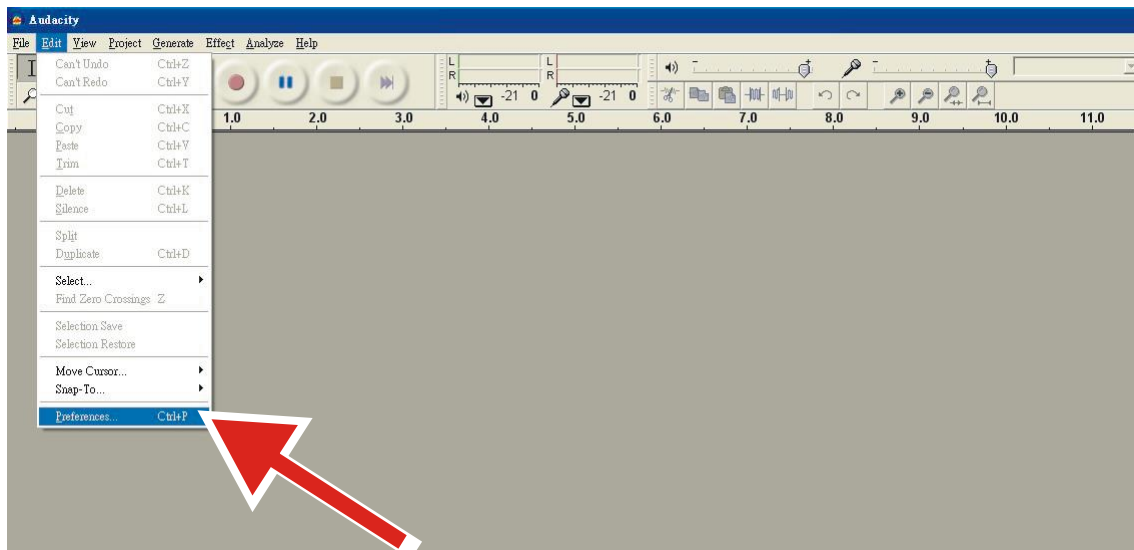 Audacity
File Edit View Project Generate Effect Analyze Help
Can't Undo Ctrl+Z
Can't Redo Ctrl+Y
Cut Ctrl+X
Copy Ctrl+C
Paste Ctrl+V
Trim Ctrl+T
Delete Ctrl+K
Silence Ctrl+L
Split
Duplicate Ctrl+D
Select...
Find Zero Crossings Z
Selection Save
Selection Restore
Move Cursor...
Snap-To...
Preferences... Ctrl+P
L L
R R
-21 0 -21 0
1.0 2.0 3.0 4.0 5.0 6.0 7.0 8.0 9.0 10.0 11.0